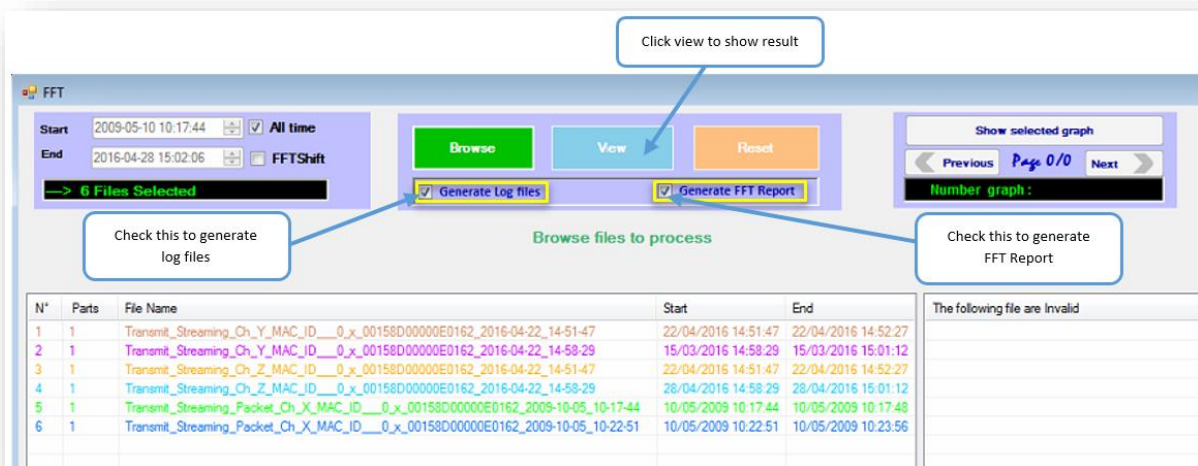 Click view to show result
FFT
Start 2009-05-10 10:17:44 All time
End 2016-04-28 15:02:06 FFTShift
—> 6 Files Selected
Browse View Reset
Generate Log files Generate FFT Report
Show selected graph
Previous Page 0/0 Next
Number graph :
Check this to generate
log files
Browse files to process
Check this to generate
FFT Report
N° Parts File Name Start End
1 1 Transmit_Streaming_Ch_Y_MAC_ID___0_x_00158D00000E0162_2016-04-22_14-51-47 22/04/2016 14:51:47 22/04/2016 14:52:27
2 1 Transmit_Streaming_Ch_Y_MAC_ID___0_x_00158D00000E0162_2016-04-22_14-58-29 15/03/2016 14:58:29 15/03/2016 15:01:12
3 1 Transmit_Streaming_Ch_Z_MAC_ID___0_x_00158D00000E0162_2016-04-22_14-51-47 22/04/2016 14:51:47 22/04/2016 14:52:27
4 1 Transmit_Streaming_Ch_Z_MAC_ID___0_x_00158D00000E0162_2016-04-22_14-58-29 28/04/2016 14:58:29 28/04/2016 15:01:12
5 1 Transmit_Streaming_Packet_Ch_X_MAC_ID___0_x_00158D00000E0162_2009-10-05_10-17-44 10/05/2009 10:17:44 10/05/2009 10:17:48
6 1 Transmit_Streaming_Packet_Ch_X_MAC_ID___0_x_00158D00000E0162_2009-10-05_10-22-51 10/05/2009 10:22:51 10/05/2009 10:23:56
The following file are Invalid